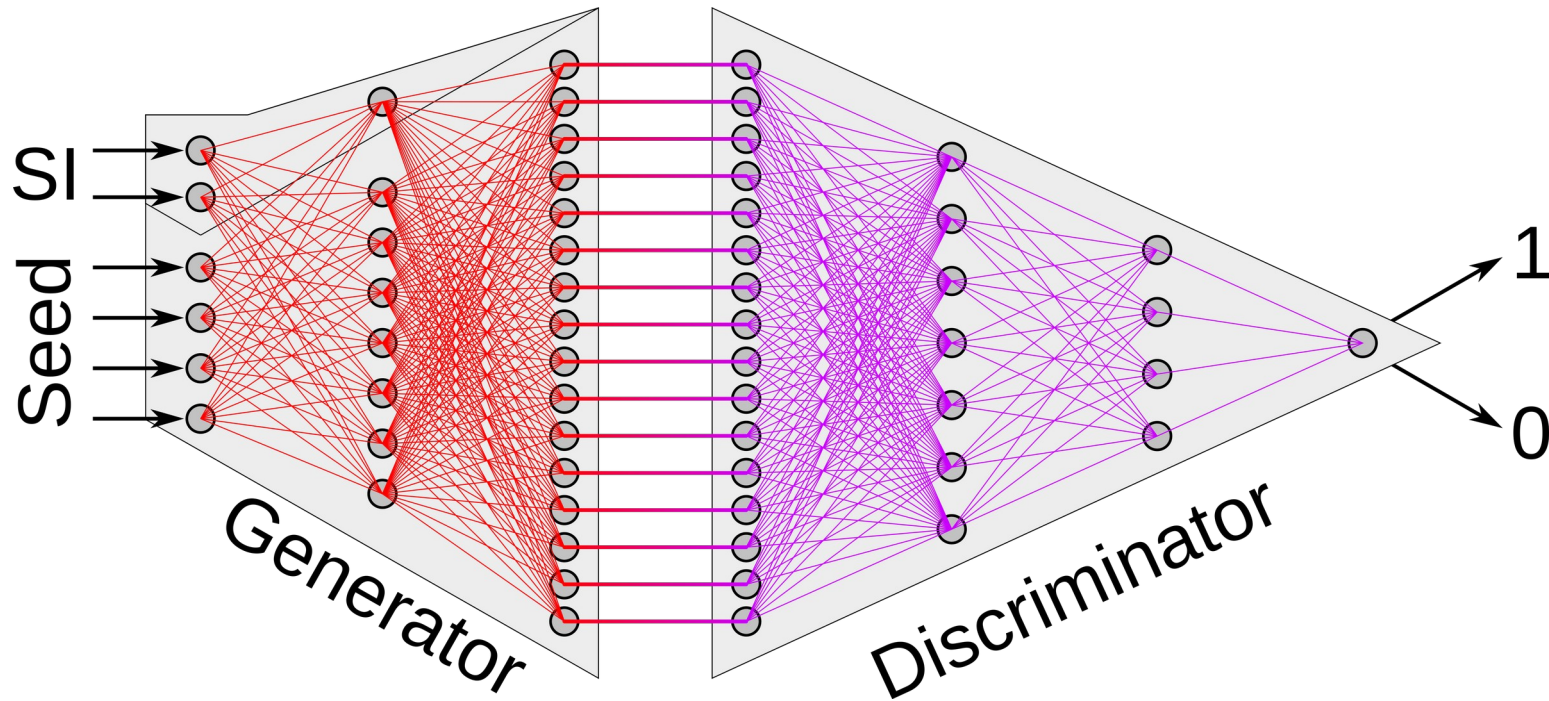 SI
Seed
Generator
Discriminator
1
0